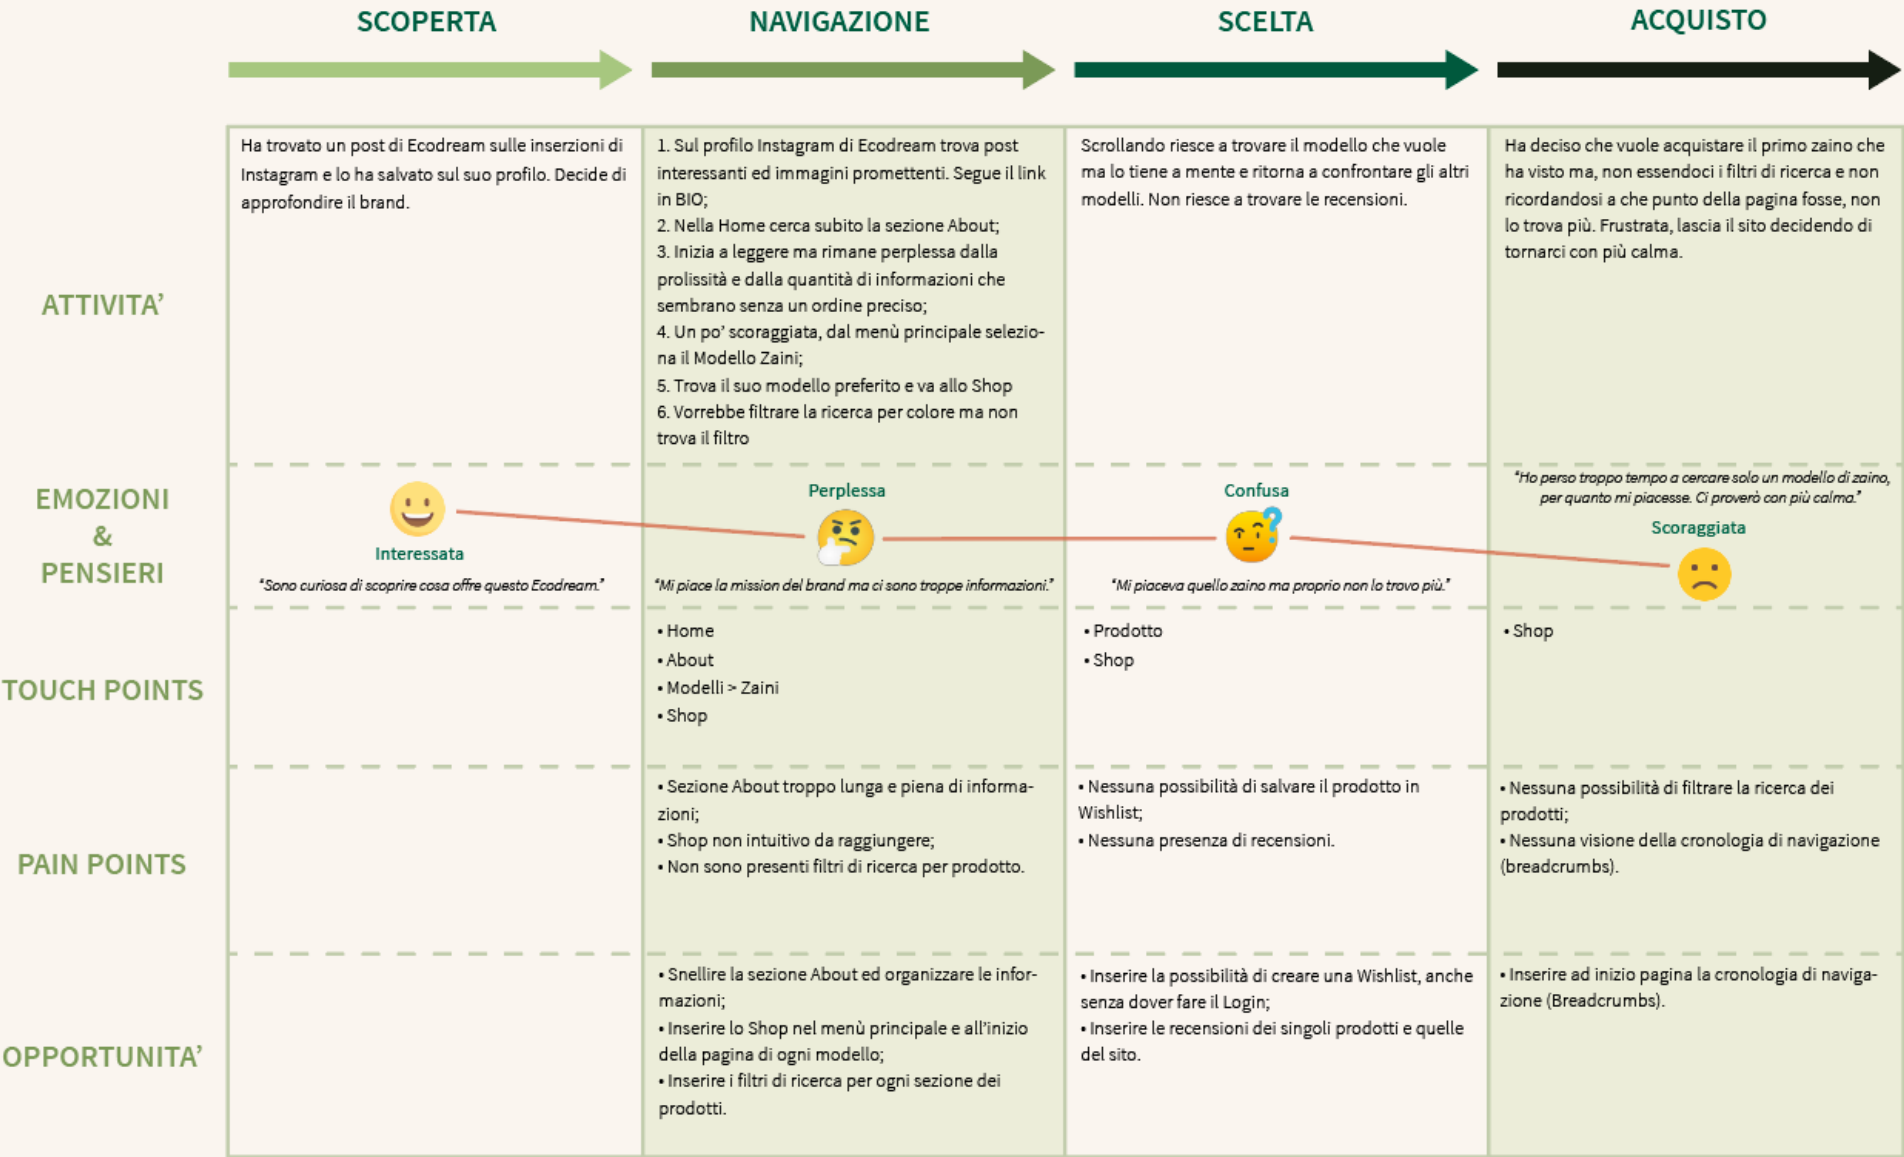 SCOPERTA
NAVIGAZIONE
SCELTA
ACQUISTO
ATTIVITA’
Ha trovato un post di Ecodream sulle inserzioni di
Instagram e lo ha salvato sul suo profilo. Decide di
approfondire il brand.
1. Sul profilo Instagram di Ecodream trova post
interessanti ed immagini promettenti. Segue il link
in BIO;
2. Nella Home cerca subito la sezione About;
3. Inizia a leggere ma rimane perplessa dalla
prolissità e dalla quantità di informazioni che
sembrano senza un ordine preciso;
4. Un po’ scoraggiata, dal menù principale selezio-
na il Modello Zaini;
5. Trova il suo modello preferito e va allo Shop
6. Vorrebbe filtrare la ricerca per colore ma non
trova il filtro
Scrollando riesce a trovare il modello che vuole
ma lo tiene a mente e ritorna a confrontare gli altri
modelli. Non riesce a trovare le recensioni.
Ha deciso che vuole acquistare il primo zaino che
ha visto ma, non essendoci i filtri di ricerca e non
ricordandosi a che punto della pagina fosse, non
lo trova più. Frustrata, lascia il sito decidendo di
tornarci con più calma.
EMOZIONI
&
PENSIERI
Interessata
“Sono curiosa di scoprire cosa offre questo Ecodream.”
Perplessa
“Mi piace la mission del brand ma ci sono troppe informazioni.”
Confusa
“Mi piaceva quello zaino ma proprio non lo trovo più.”
“Ho perso troppo tempo a cercare solo un modello di zaino,
per quanto mi piacesse. Ci proverò con più calma.”
Scoraggiata
TOUCH POINTS
• Home
• About
• Modelli > Zaini
• Shop
• Prodotto
• Shop
• Shop
PAIN POINTS
• Sezione About troppo lunga e piena di informa-
zioni;
• Shop non intuitivo da raggiungere;
• Non sono presenti filtri di ricerca per prodotto.
• Nessuna possibilità di salvare il prodotto in
Wishlist;
• Nessuna presenza di recensioni.
• Nessuna possibilità di filtrare la ricerca dei
prodotti;
• Nessuna visione della cronologia di navigazione
(breadcrumbs).
OPPORTUNITA’
• Snellire la sezione About ed organizzare le infor-
mazioni;
• Inserire lo Shop nel menù principale e all’inizio
della pagina di ogni modello;
• Inserire i filtri di ricerca per ogni sezione dei
prodotti.
• Inserire la possibilità di creare una Wishlist, anche
senza dover fare il Login;
• Inserire le recensioni dei singoli prodotti e quelle
del sito.
• Inserire ad inizio pagina la cronologia di naviga-
zione (Breadcrumbs).